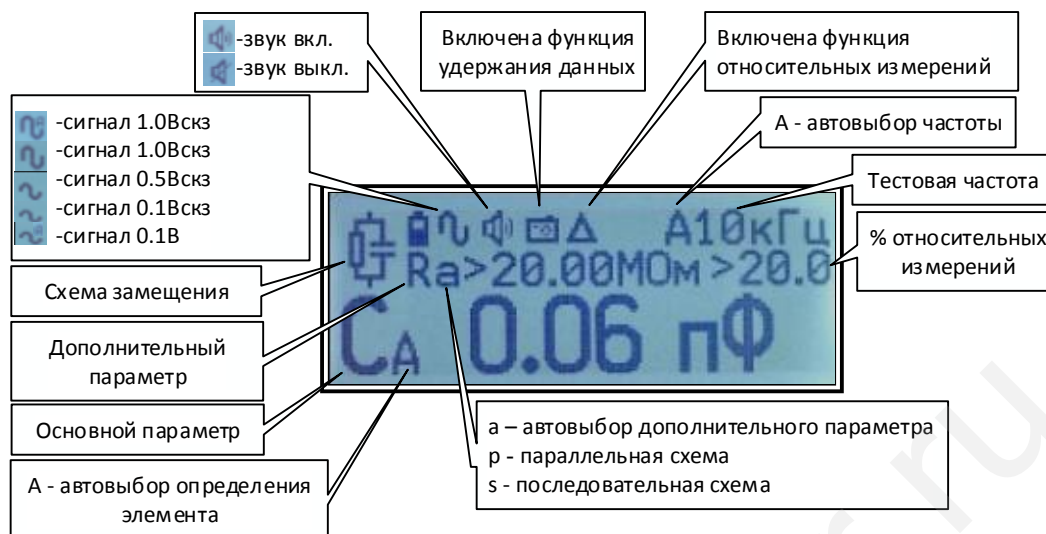 -звук вкл.
-звук выкл.
Включена функция
удержания данных
Включена функция
относительных измерений
-сигнал 1.0Вскз
-сигнал 1.0Вскз
-сигнал 0.5Вскз
-сигнал 0.1Вскз
-сигнал 0.1В
А - автовыбор частоты
Тестовая частота
% относительных
измерений
Схема замещения
Дополнительный
параметр
Основной параметр
А - автовыбор определения
элемента
А10кГц
Ra>20.00МОм >20.0
CA 0.06 пФ
а – автовыбор дополнительного параметра
p - параллельная схема
s - последовательная схема